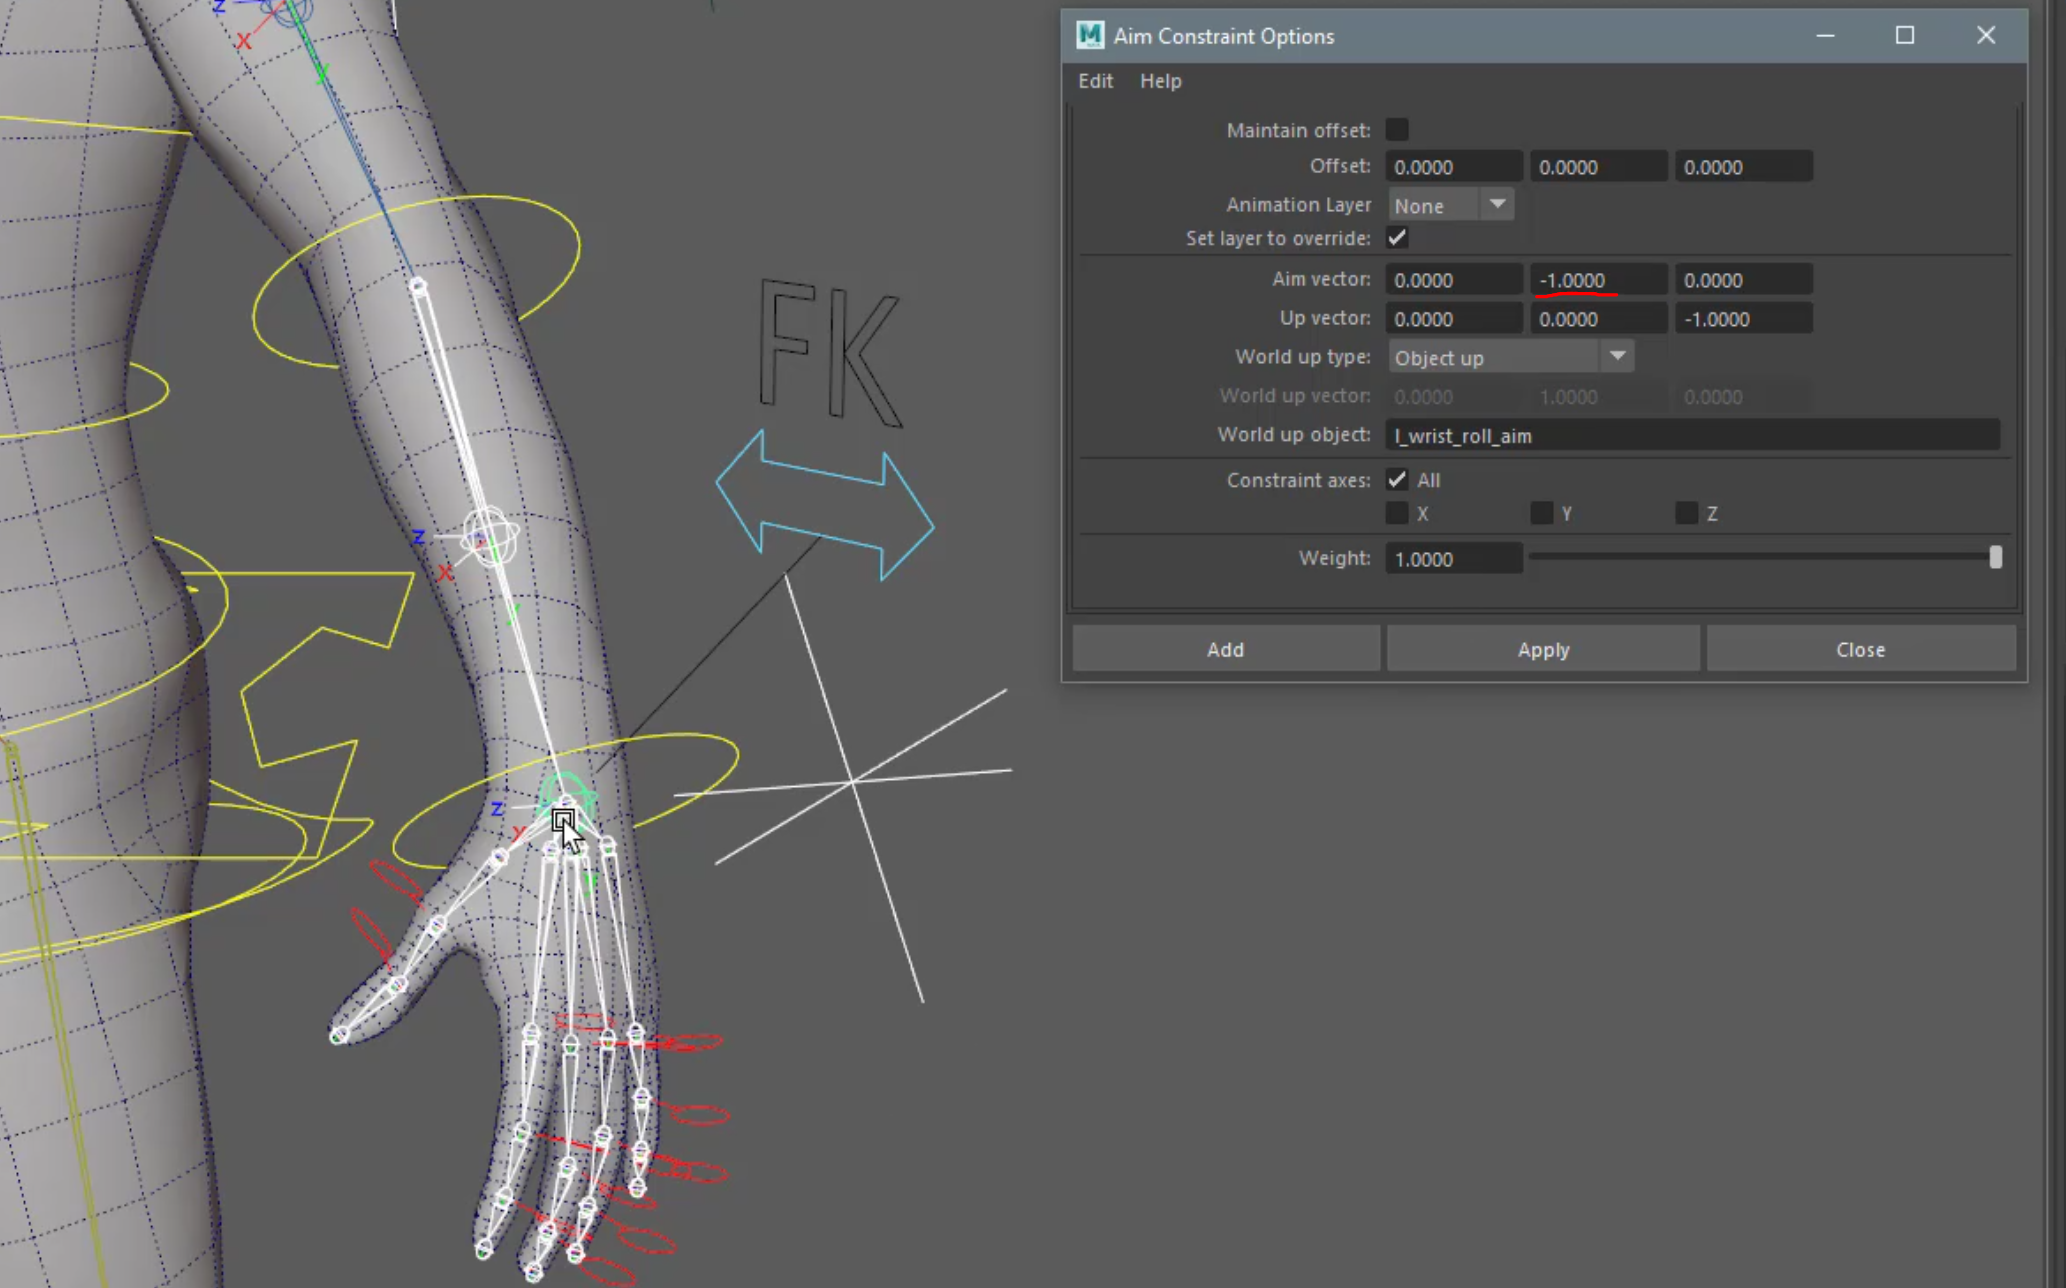 Z
X
y
Aim Constraint Options
Edit Help
Maintain offset:
Offset: 0.0000 0.0000 0.0000
Animation Layer None
Set layer to override:
Aim vector: 0.0000 -1.0000 0.0000
Up vector: 0.0000 0.0000 -1.0000
World up type: Object up
World up vector: 0.0000 1.0000 0.0000
World up object: l_wrist_roll_aim
Constraint axes: All
X Y Z
Weight: 1.0000
Add Apply Close
FK
Z
X
y
Z
X
y